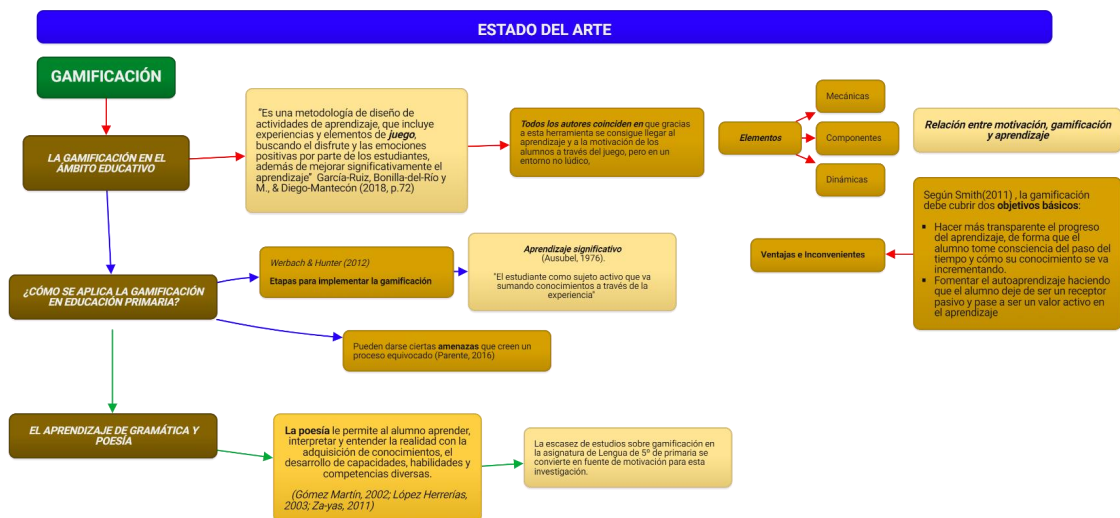 ESTADO DEL ARTE
GAMIFICACIÓN
LA GAMIFICACIÓN EN EL
ÁMBITO EDUCATIVO
"Es una metodología de diseño de
actividades de aprendizaje, que incluye
experiencias y elementos de juego,
buscando el disfrute y las emociones
positivas por parte de los estudiantes,
además de mejorar significativamente el
aprendizaje" García-Ruiz, Bonilla-del-Río y
M., & Diego-Mantecón (2018, p.72)
Todos los autores coinciden en que gracias
a esta herramienta se consigue llegar al
aprendizaje y a la motivación de los
alumnos a través del juego, pero en un
entorno no lúdico,
Elementos
Mecánicas
Componentes
Dinámicas
Relación entre motivación, gamificación
y aprendizaje
Según Smith(2011) , la gamificación
debe cubrir dos objetivos básicos:
▪ Hacer más transparente el progreso
del aprendizaje, de forma que el
alumno tome consciencia del paso del
tiempo y cómo su conocimiento se va
incrementando.
▪ Fomentar el autoaprendizaje haciendo
que el alumno deje de ser un receptor
pasivo y pase a ser un valor activo en
el aprendizaje
Ventajas e Inconvenientes
¿CÓMO SE APLICA LA GAMIFICACIÓN
EN EDUCACIÓN PRIMARIA?
Werbach & Hunter (2012)
Etapas para implementar la gamificación
Aprendizaje significativo
(Ausubel, 1976).
"El estudiante como sujeto activo que va
sumando conocimientos a través de la
experiencia"
Pueden darse ciertas amenazas que creen un
proceso equivocado (Parente, 2016)
EL APRENDIZAJE DE GRAMÁTICA Y
POESÍA
La poesía le permite al alumno aprender,
interpretar y entender la realidad con la
adquisición de conocimientos, el
desarrollo de capacidades, habilidades y
competencias diversas.
(Gómez Martín, 2002; López Herrerías,
2003; Za-yas, 2011)
La escasez de estudios sobre gamificación en
la asignatura de Lengua de 5º de primaria se
convierte en fuente de motivación para esta
investigación.